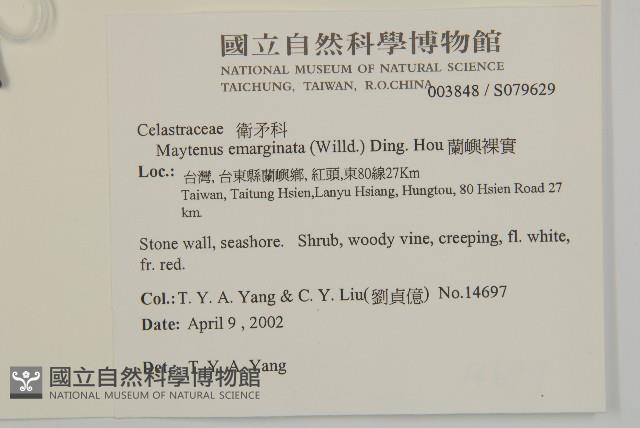 國立自然科學博物館
NATIONAL MUSEUM OF NATURAL SCIENCE
TAICHUNG, TAIWAN, R.O.CHINA
003848 / S079629
Celastraceae 衛矛科
Maytenus emarginata (Willd.) Ding. Hou 蘭嶼裸實
Loc.: 台灣, 台東縣蘭嶼鄉, 紅頭,東80線27Km
Taiwan, Taitung Hsien,Lanyu Hsiang, Hungtou, 80 Hsien Road 27
km.
Stone wall, seashore. Shrub, woody vine, creeping, fl. white,
fr. red.
Col.: T. Y. A. Yang & C. Y. Liu(劉貞億) No.14697
Date: April 9 , 2002
Det.: T. Y. A. Yang
國立自然科學博物館
NATIONAL MUSEUM OF NATURAL SCIENCE